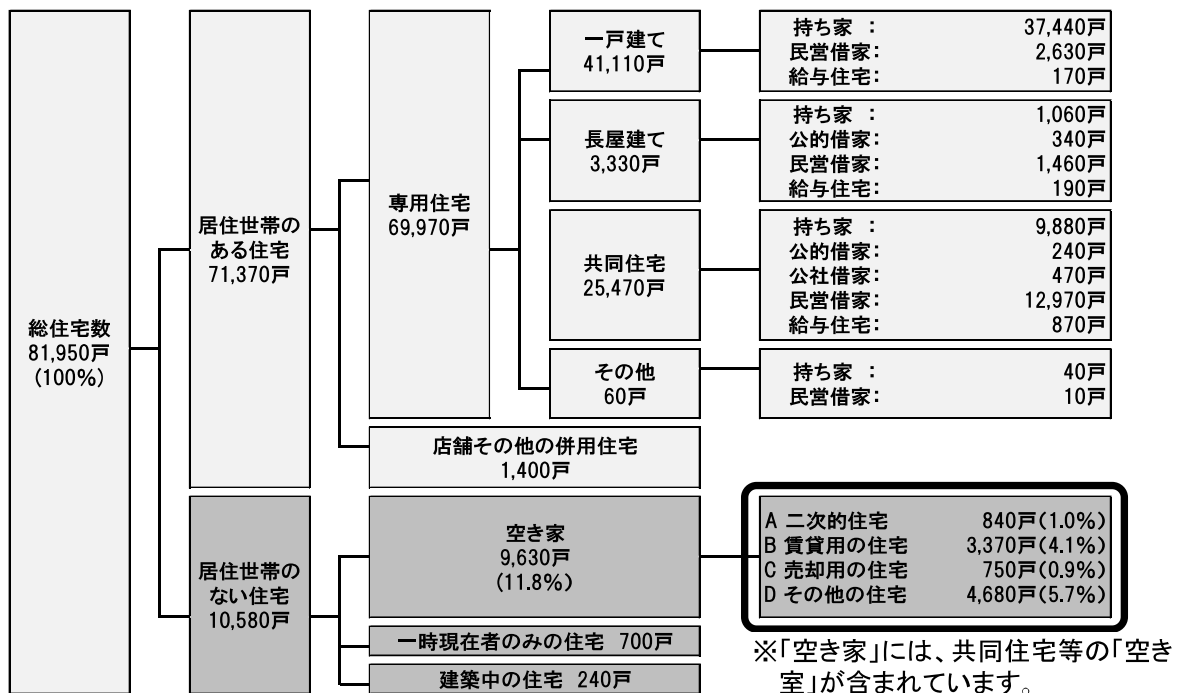 総住宅数
81,950戸
(100%)
居住世帯の
ある住宅
71,370戸
専用住宅
69,970戸
一戸建て
41,110戸
持ち家 : 37,440戸
民営借家: 2,630戸
給与住宅: 170戸
長屋建て
3,330戸
持ち家 : 1,060戸
公的借家: 340戸
民営借家: 1,460戸
給与住宅: 190戸
共同住宅
25,470戸
持ち家 : 9,880戸
公的借家: 240戸
公社借家: 470戸
民営借家: 12,970戸
給与住宅: 870戸
その他
60戸
持ち家 : 40戸
民営借家: 10戸
店舗その他の併用住宅
1,400戸
居住世帯の
ない住宅
10,580戸
空き家
9,630戸
(11.8%)
A 二次的住宅 840戸(1.0%)
B 賃貸用の住宅 3,370戸(4.1%)
C 売却用の住宅 750戸(0.9%)
D その他の住宅 4,680戸(5.7%)
一時現在者のみの住宅 700戸
建築中の住宅 240戸
※「空き家」には、共同住宅等の「空き
室」が含まれています。